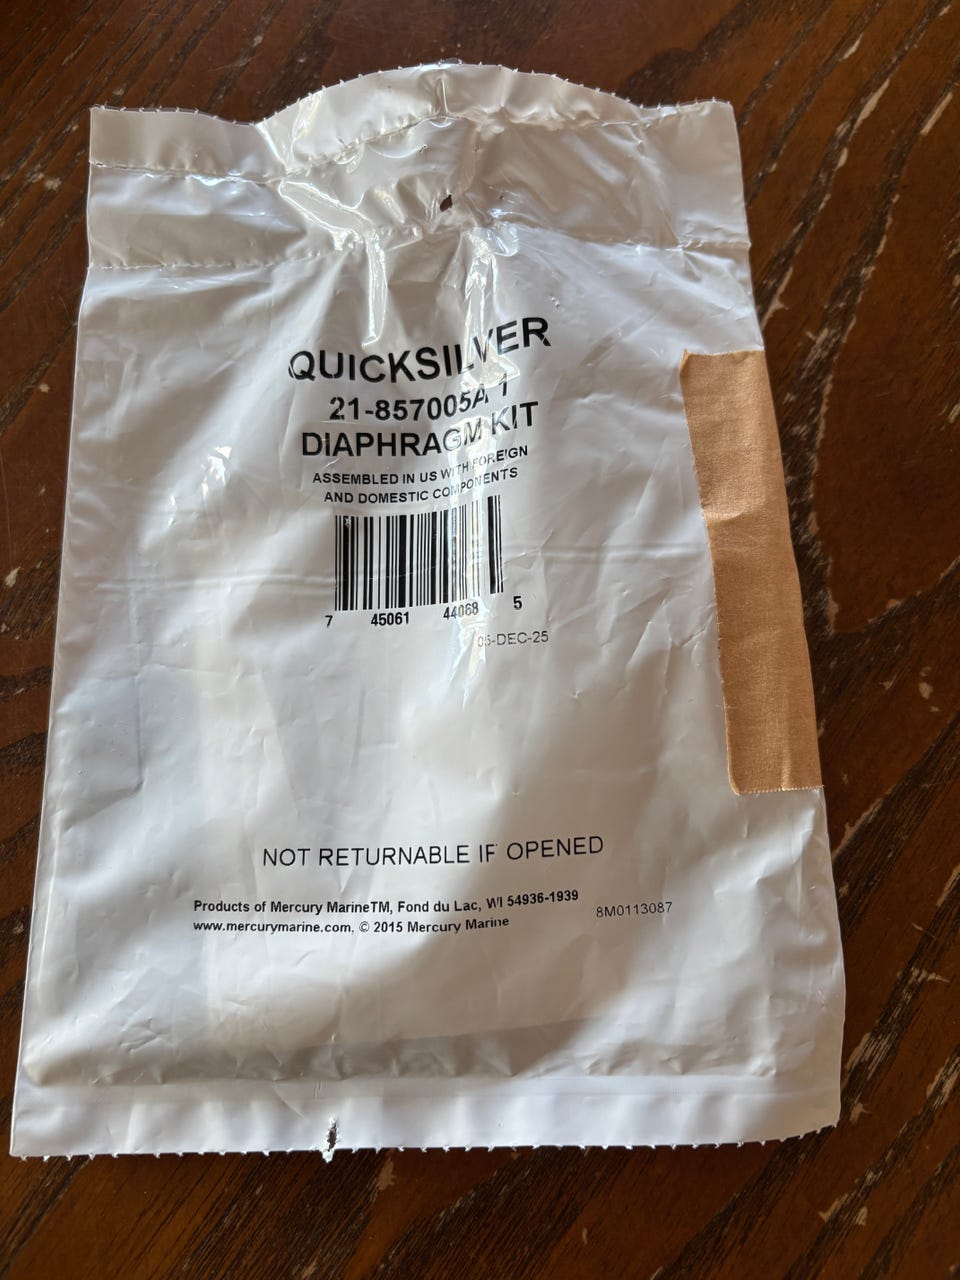 QUICKSILVER
21-857005A 1
DIAPHRAGM KIT
ASSEMBLED IN US WITH FOREIGN
AND DOMESTIC COMPONENTS
7 45061 44068 5
05-DEC-25
NOT RETURNABLE IF OPENED
Products of Mercury MarineTM, Fond du Lac, WI 54936-1939
www.mercurymarine.com, © 2015 Mercury Marine
8M0113087